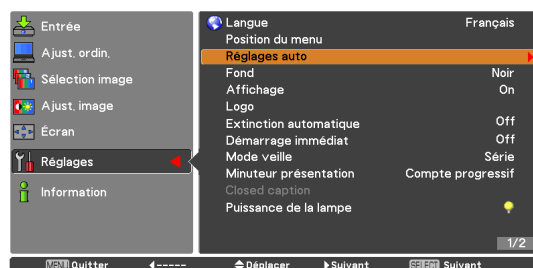 Entrée
Ajust. ordin.
Sélection image
Ajust. image
Écran
Réglages
Information
Langue Français
Position du menu
Réglages auto
Fond Noir
Affichage On
Logo
Extinction automatique Off
Démarrage immédiat Off
Mode veille Série
Minuteur présentation Compte progressif
Closed caption
Puissance de la lampe
1/2
MENU Quitter ◀----- Déplacer ▶Suivant SELECT Suivant